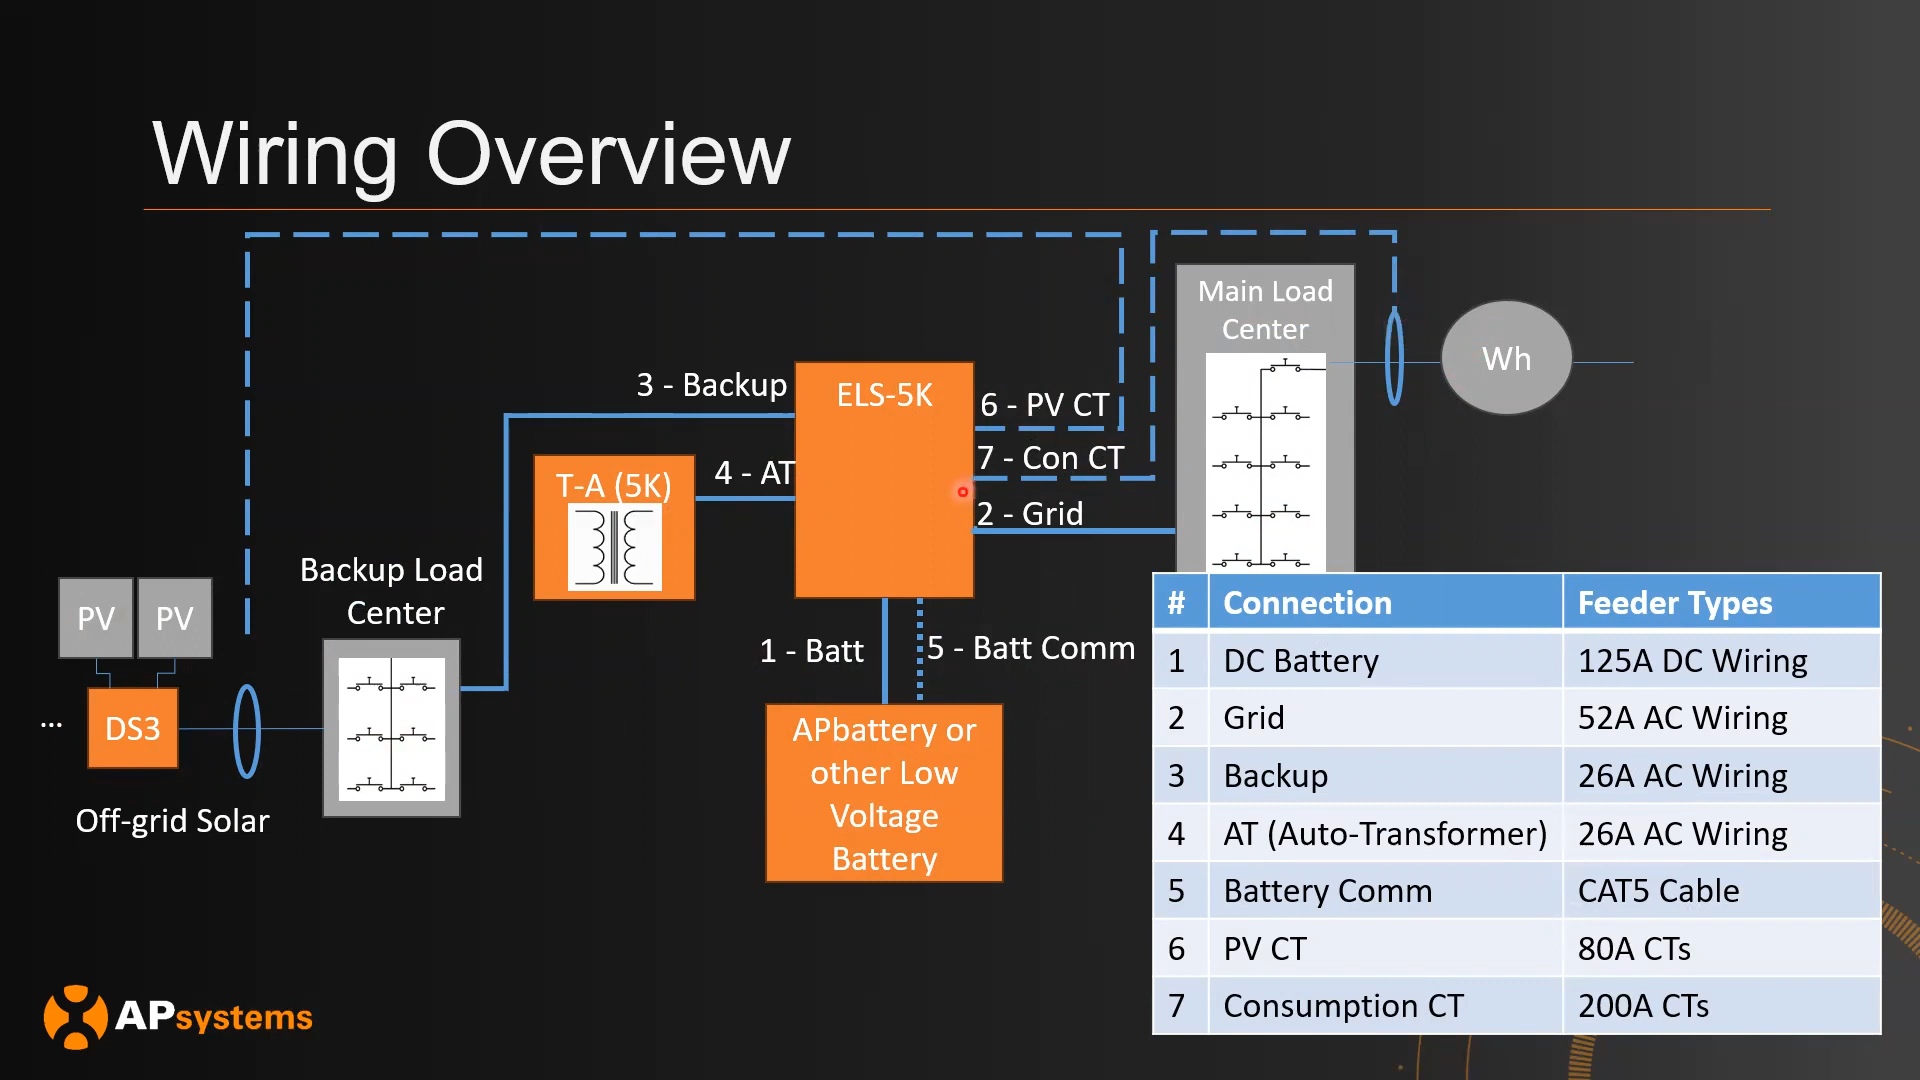 Wiring Overview
Main Load
Center
Wh
3 - Backup
ELS-5K
6 - PV CT
7 - Con CT
2 - Grid
T-A (5K)
4 - AT
Backup Load
Center
PV
PV
DS3
...
Off-grid Solar
1 - Batt
5 - Batt Comm
APbattery or
other Low
Voltage
Battery
# Connection Feeder Types
1 DC Battery 125A DC Wiring
2 Grid 52A AC Wiring
3 Backup 26A AC Wiring
4 AT (Auto-Transformer) 26A AC Wiring
5 Battery Comm CAT5 Cable
6 PV CT 80A CTs
7 Consumption CT 200A CTs
APsystems